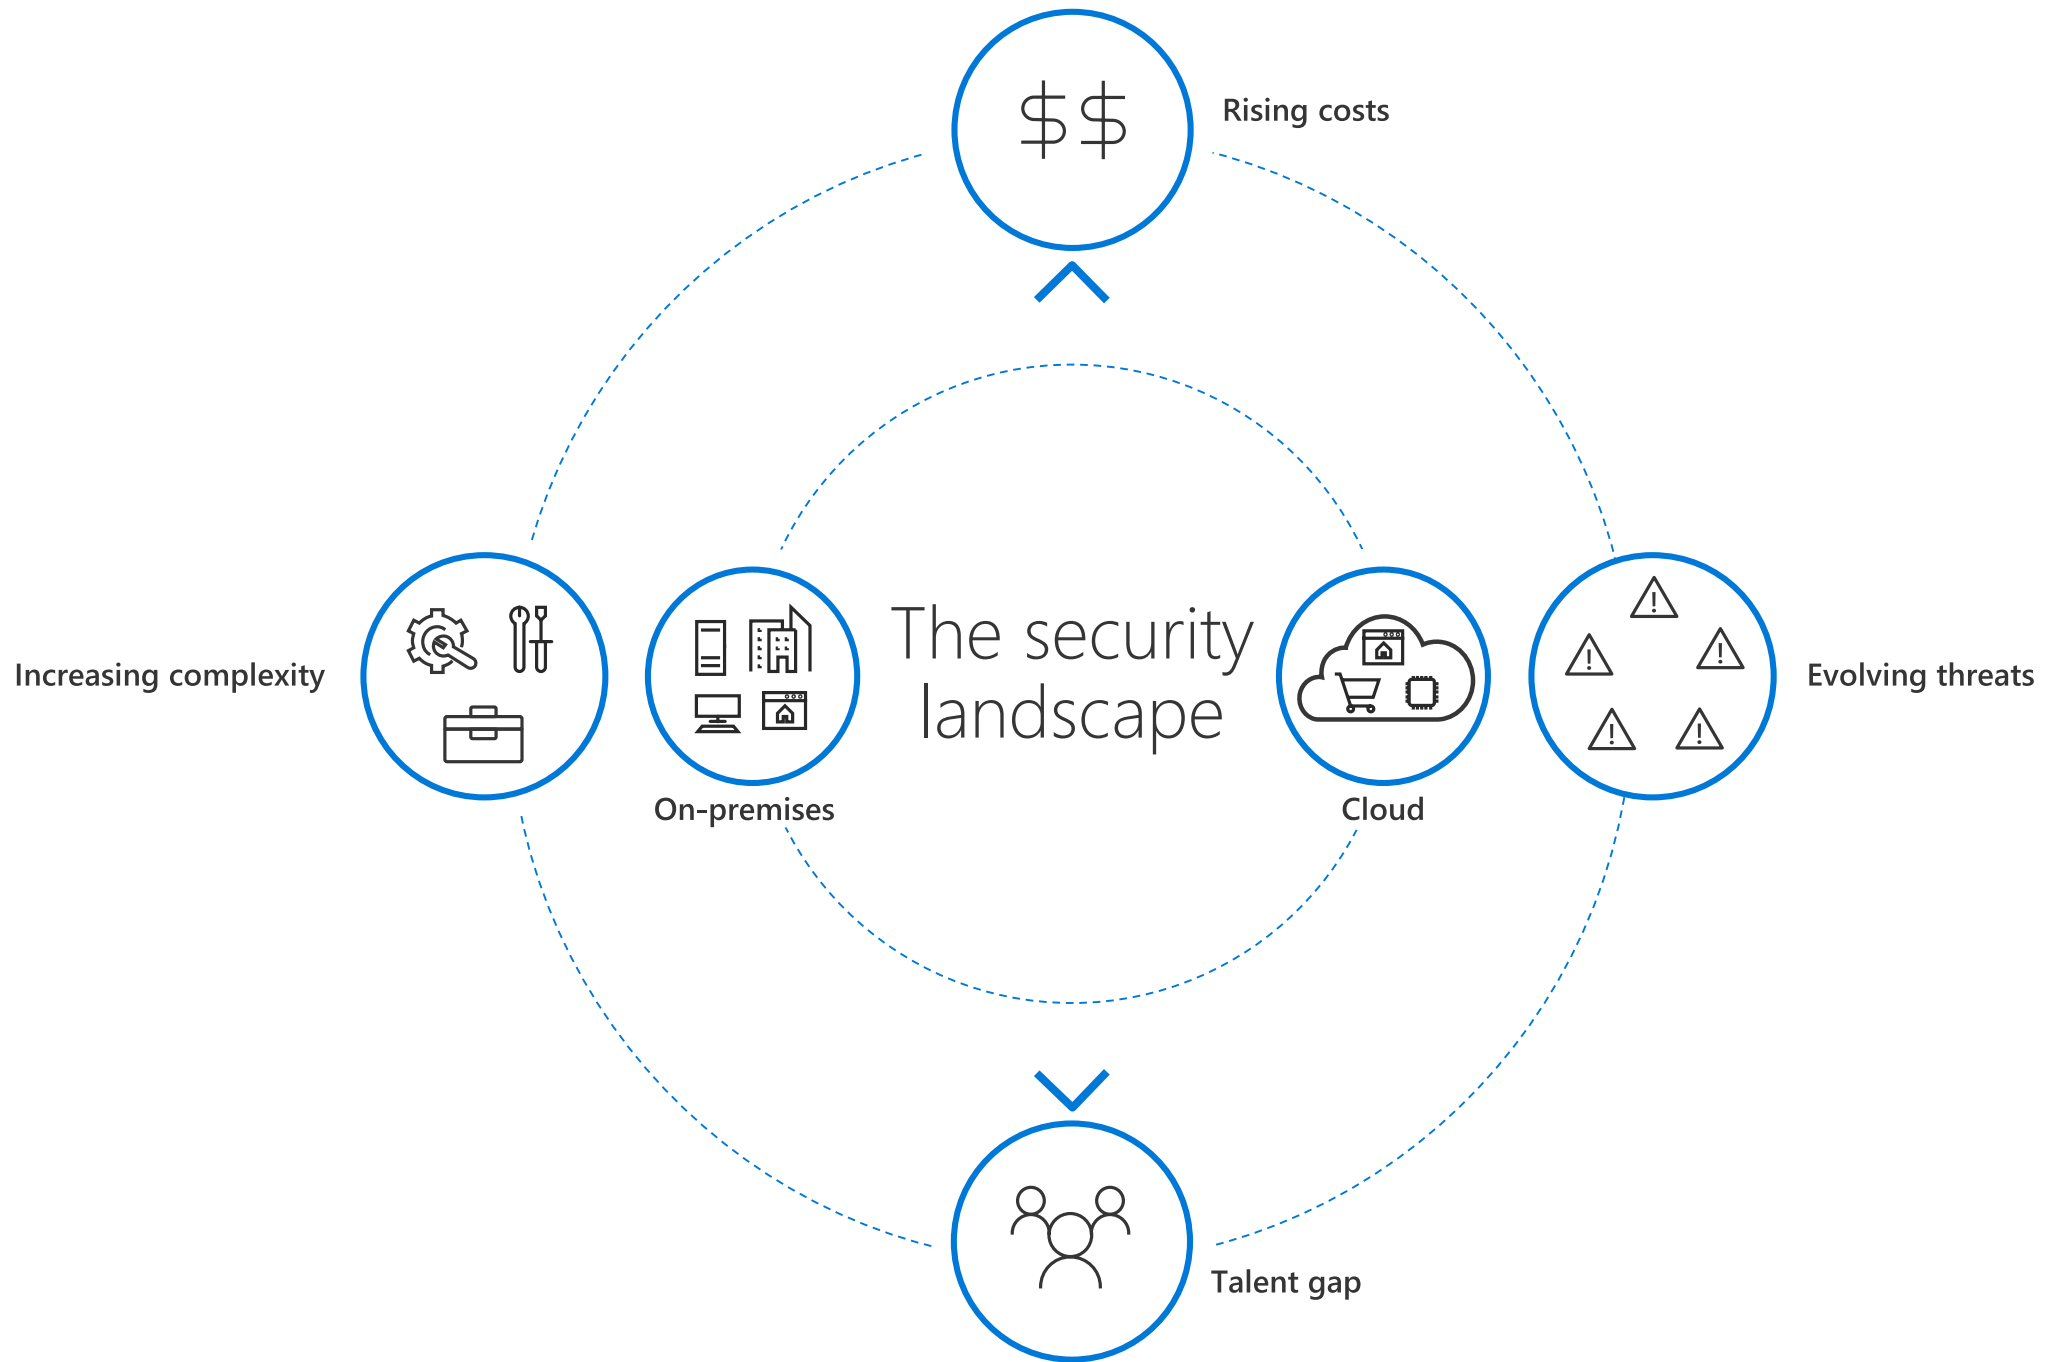 Rising costs
The security
landscape
Increasing complexity
Evolving threats
On-premises
Cloud
Talent gap